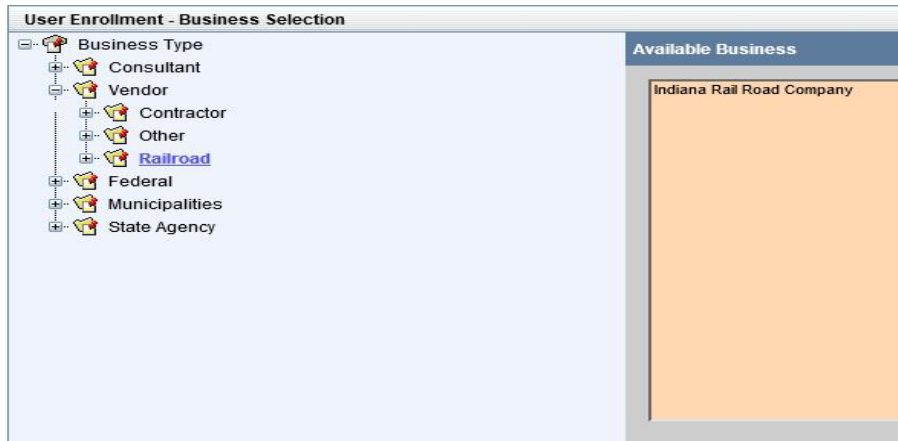 User Enrollment - Business Selection
Business Type
Consultant
Vendor
Contractor
Other
Railroad
Federal
Municipalities
State Agency
Available Business
Indiana Rail Road Company